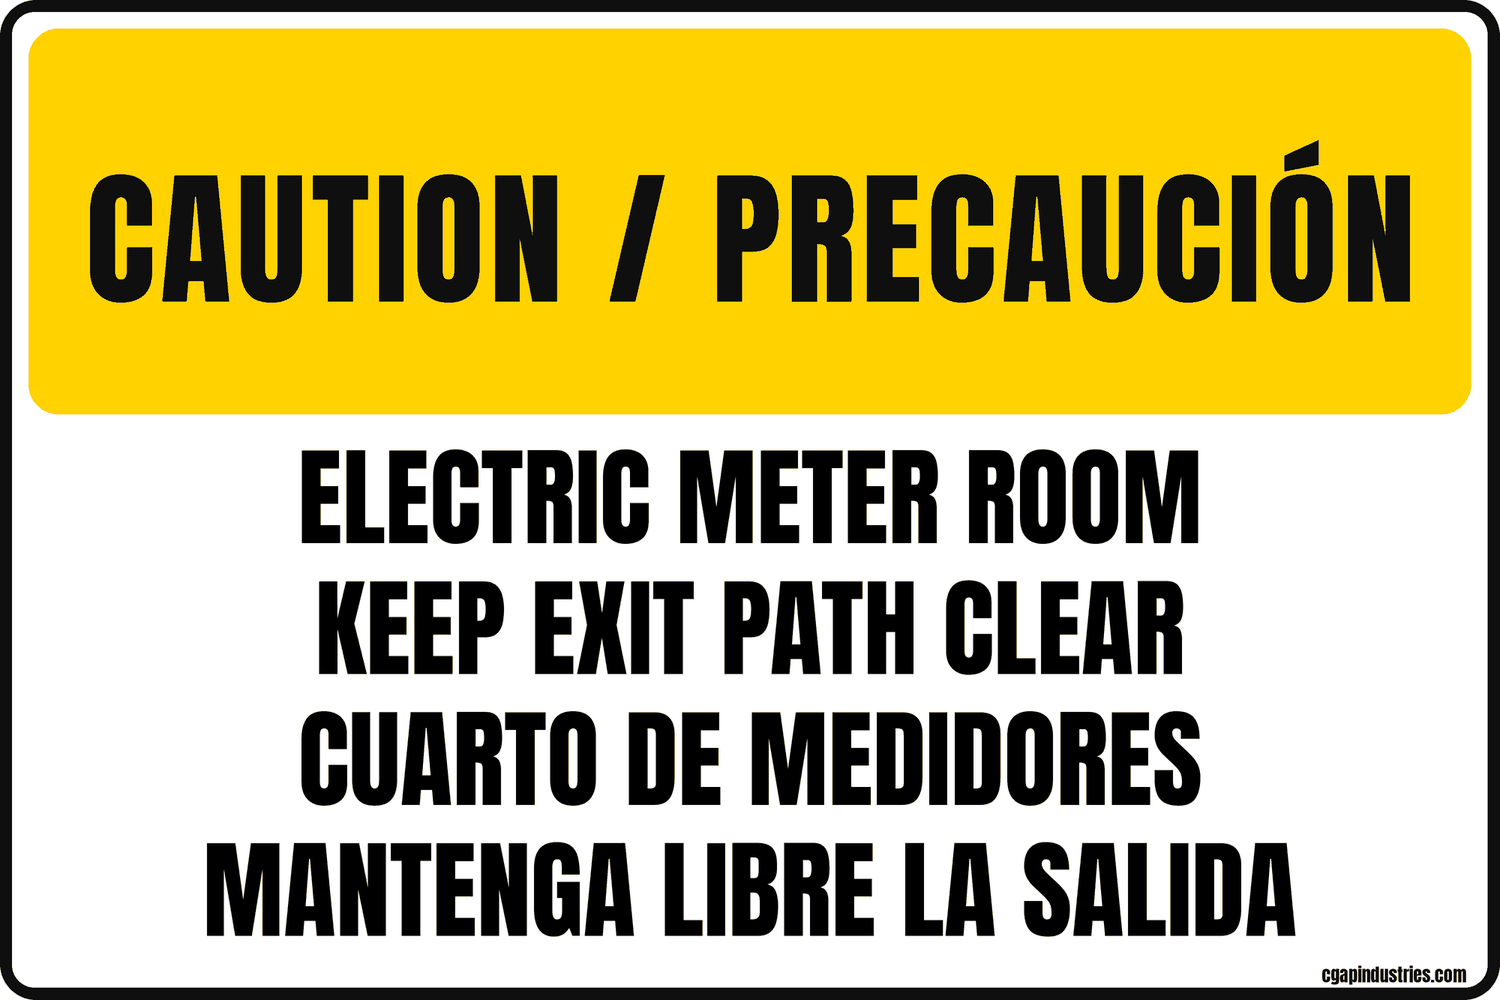 CAUTION / PRECAUCIÓN
ELECTRIC METER ROOM
KEEP EXIT PATH CLEAR
CUARTO DE MEDIDORES
MANTENGA LIBRE LA SALIDA
cgapindustries.com